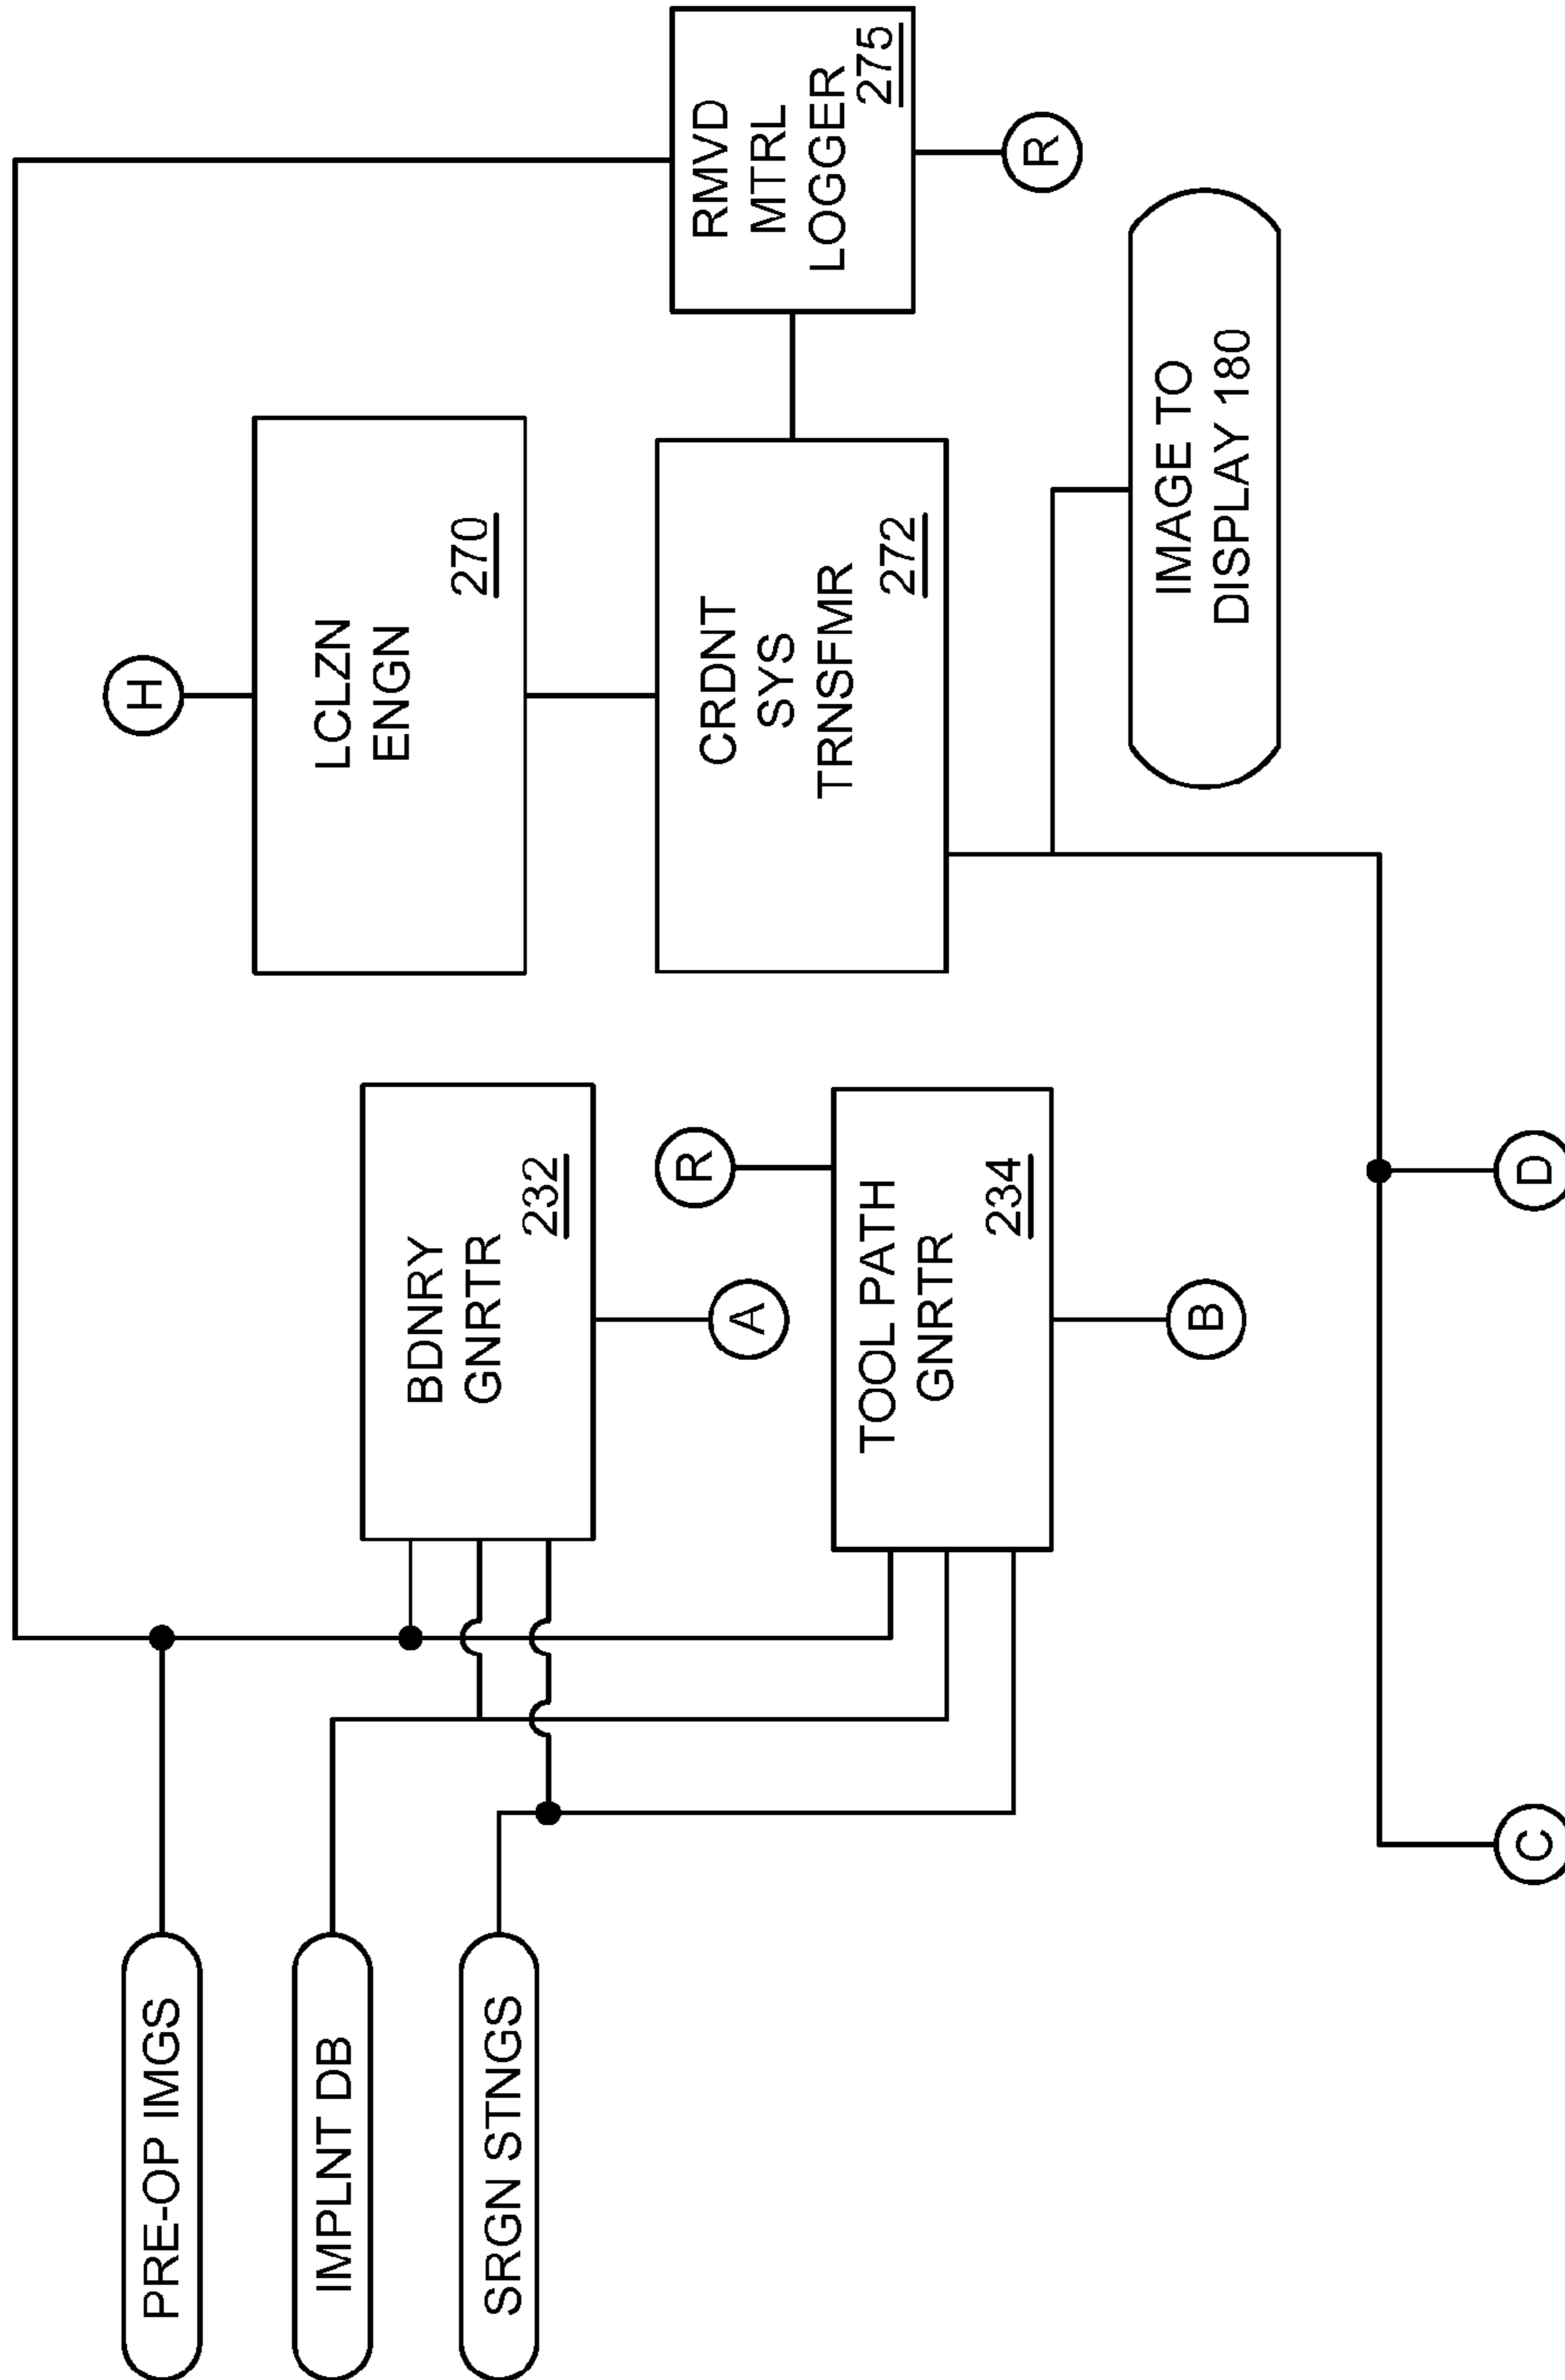 PRE-OP IMGS
IMPLNT DB
SRGN STNGS
BDNRY
GNRTR
232
A
R
TOOL PATH
GNRTR
234
B
H
LCLZN
ENGN
270
CRDNT
SYS
TRNSFMR
272
RMVD
MTRL
LOGGER
275
R
IMAGE TO
DISPLAY 180
C
D